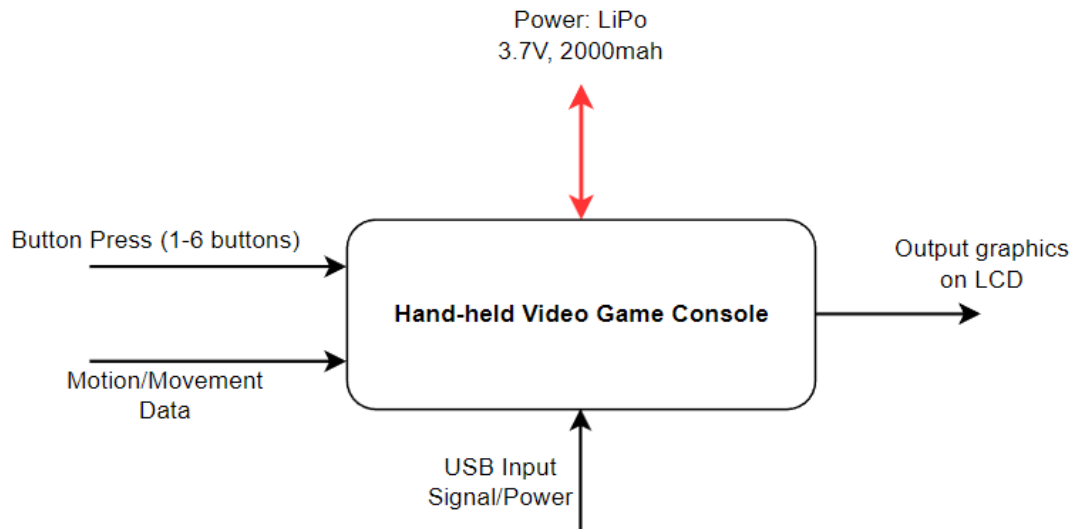 Power: LiPo
3.7V, 2000mah
Button Press (1-6 buttons)
Output graphics
on LCD
Hand-held Video Game Console
Motion/Movement
Data
USB Input
Signal/Power